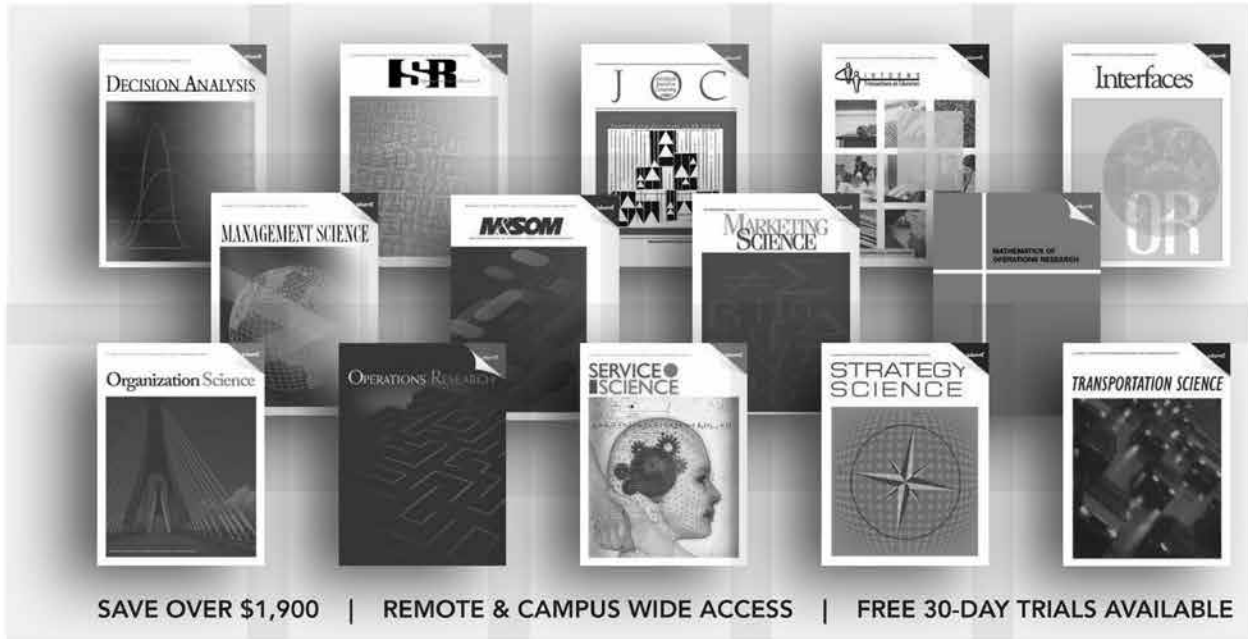 DECISION ANALYSIS
ISR
J O C
Interfaces
OR
MANAGEMENT SCIENCE
M&SOM
MARKETING
SCIENCE
MATHEMATICS OF
OPERATIONS RESEARCH
Organization Science
OPERATIONS RESEARCH
SERVICE
SCIENCE
STRATEGY
SCIENCE
TRANSPORTATION SCIENCE
SAVE OVER $1,900 | REMOTE & CAMPUS WIDE ACCESS | FREE 30-DAY TRIALS AVAILABLE